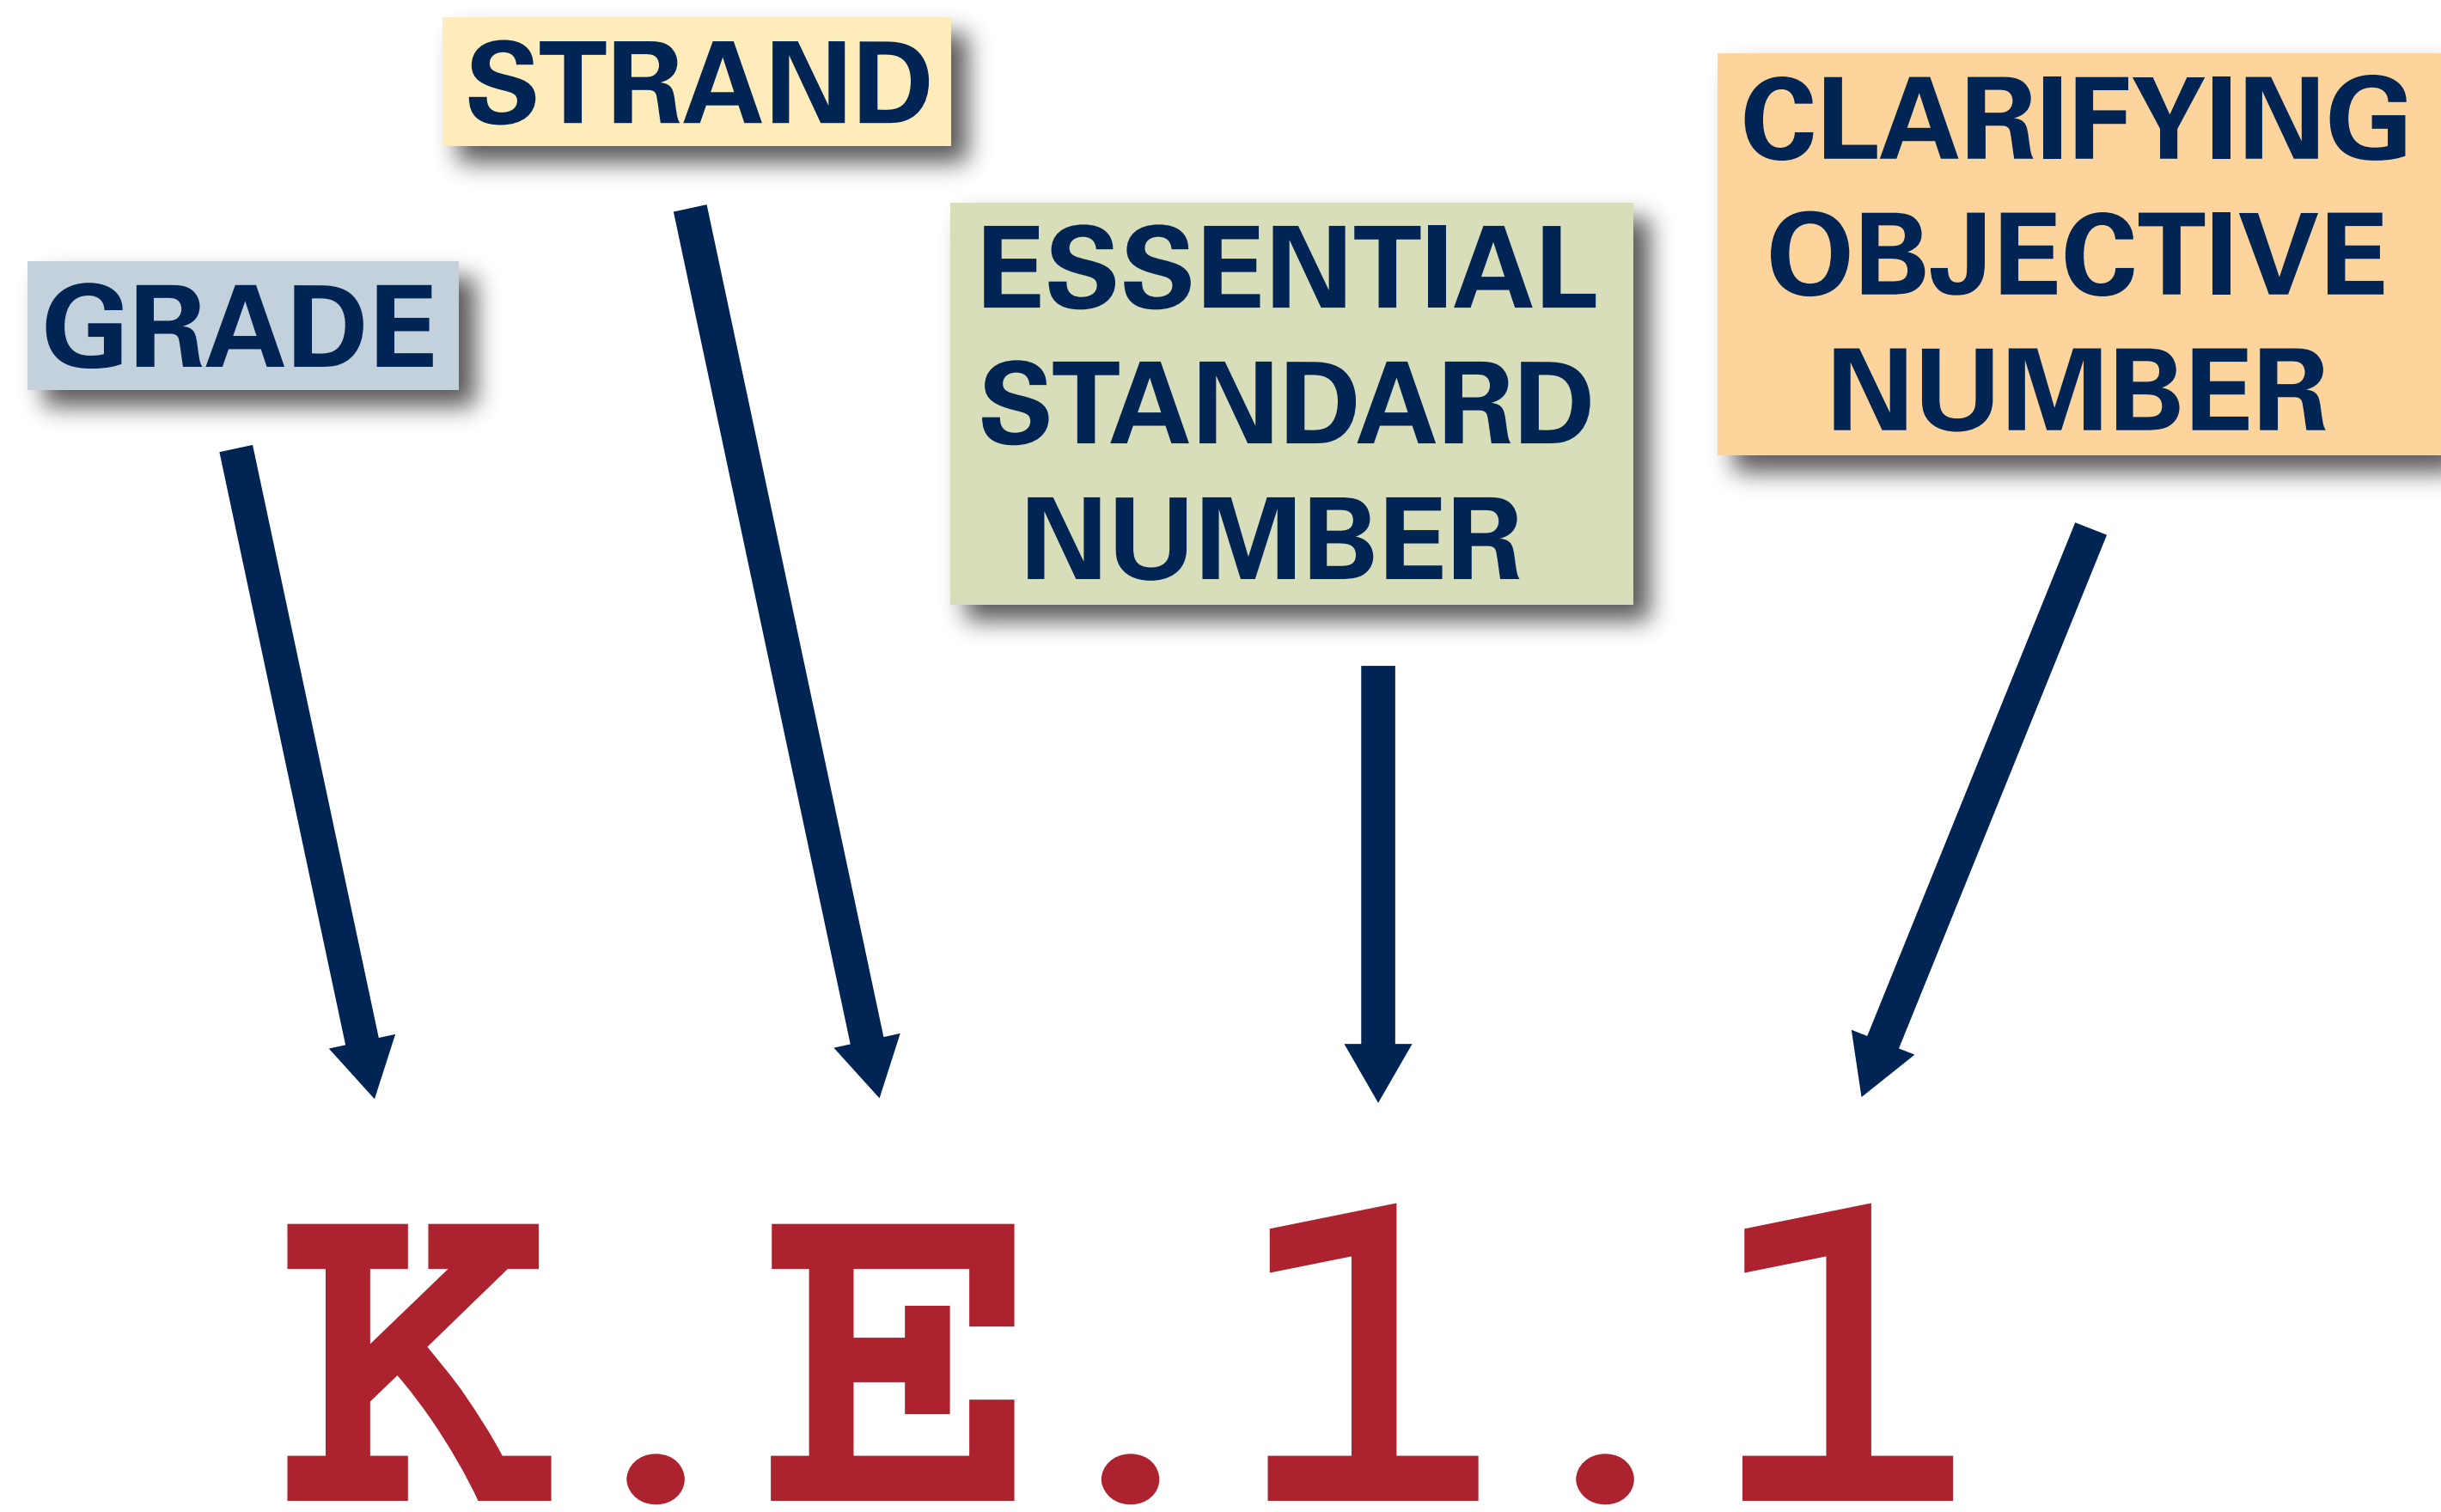 STRAND
GRADE
ESSENTIAL
STANDARD
NUMBER
CLARIFYING
OBJECTIVE
NUMBER
K.E.1.1